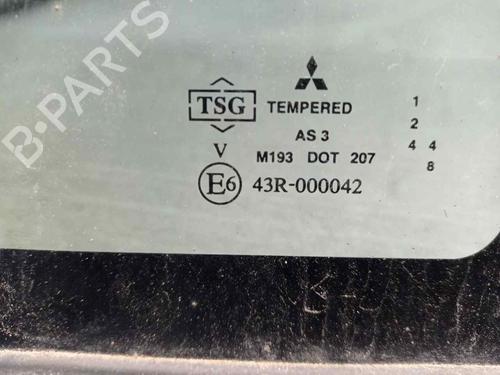 B-PARTS
TSG TEMPERED
AS 3
V M193 DOT 207
E6 43R-000042
1
2
4 4
8